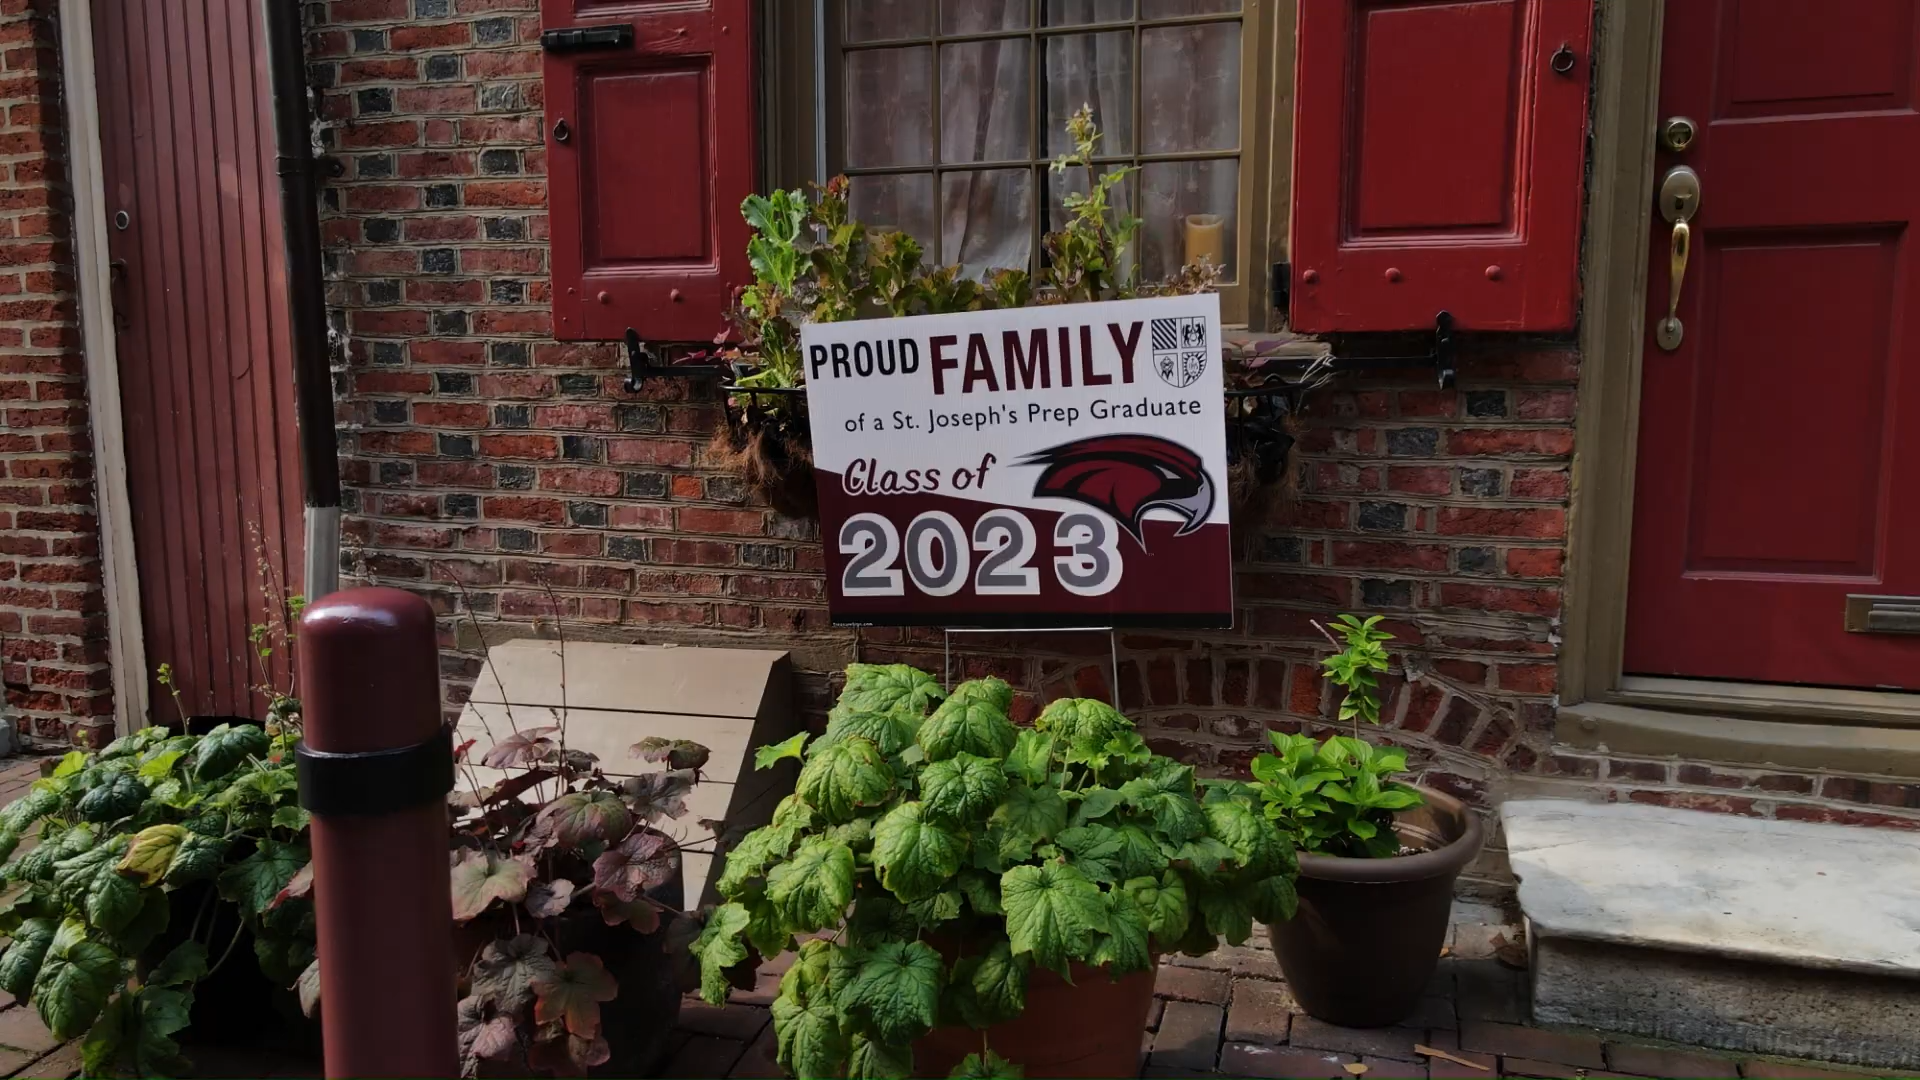 PROUD FAMILY
of a St. Joseph's Prep Graduate
Class of
2023